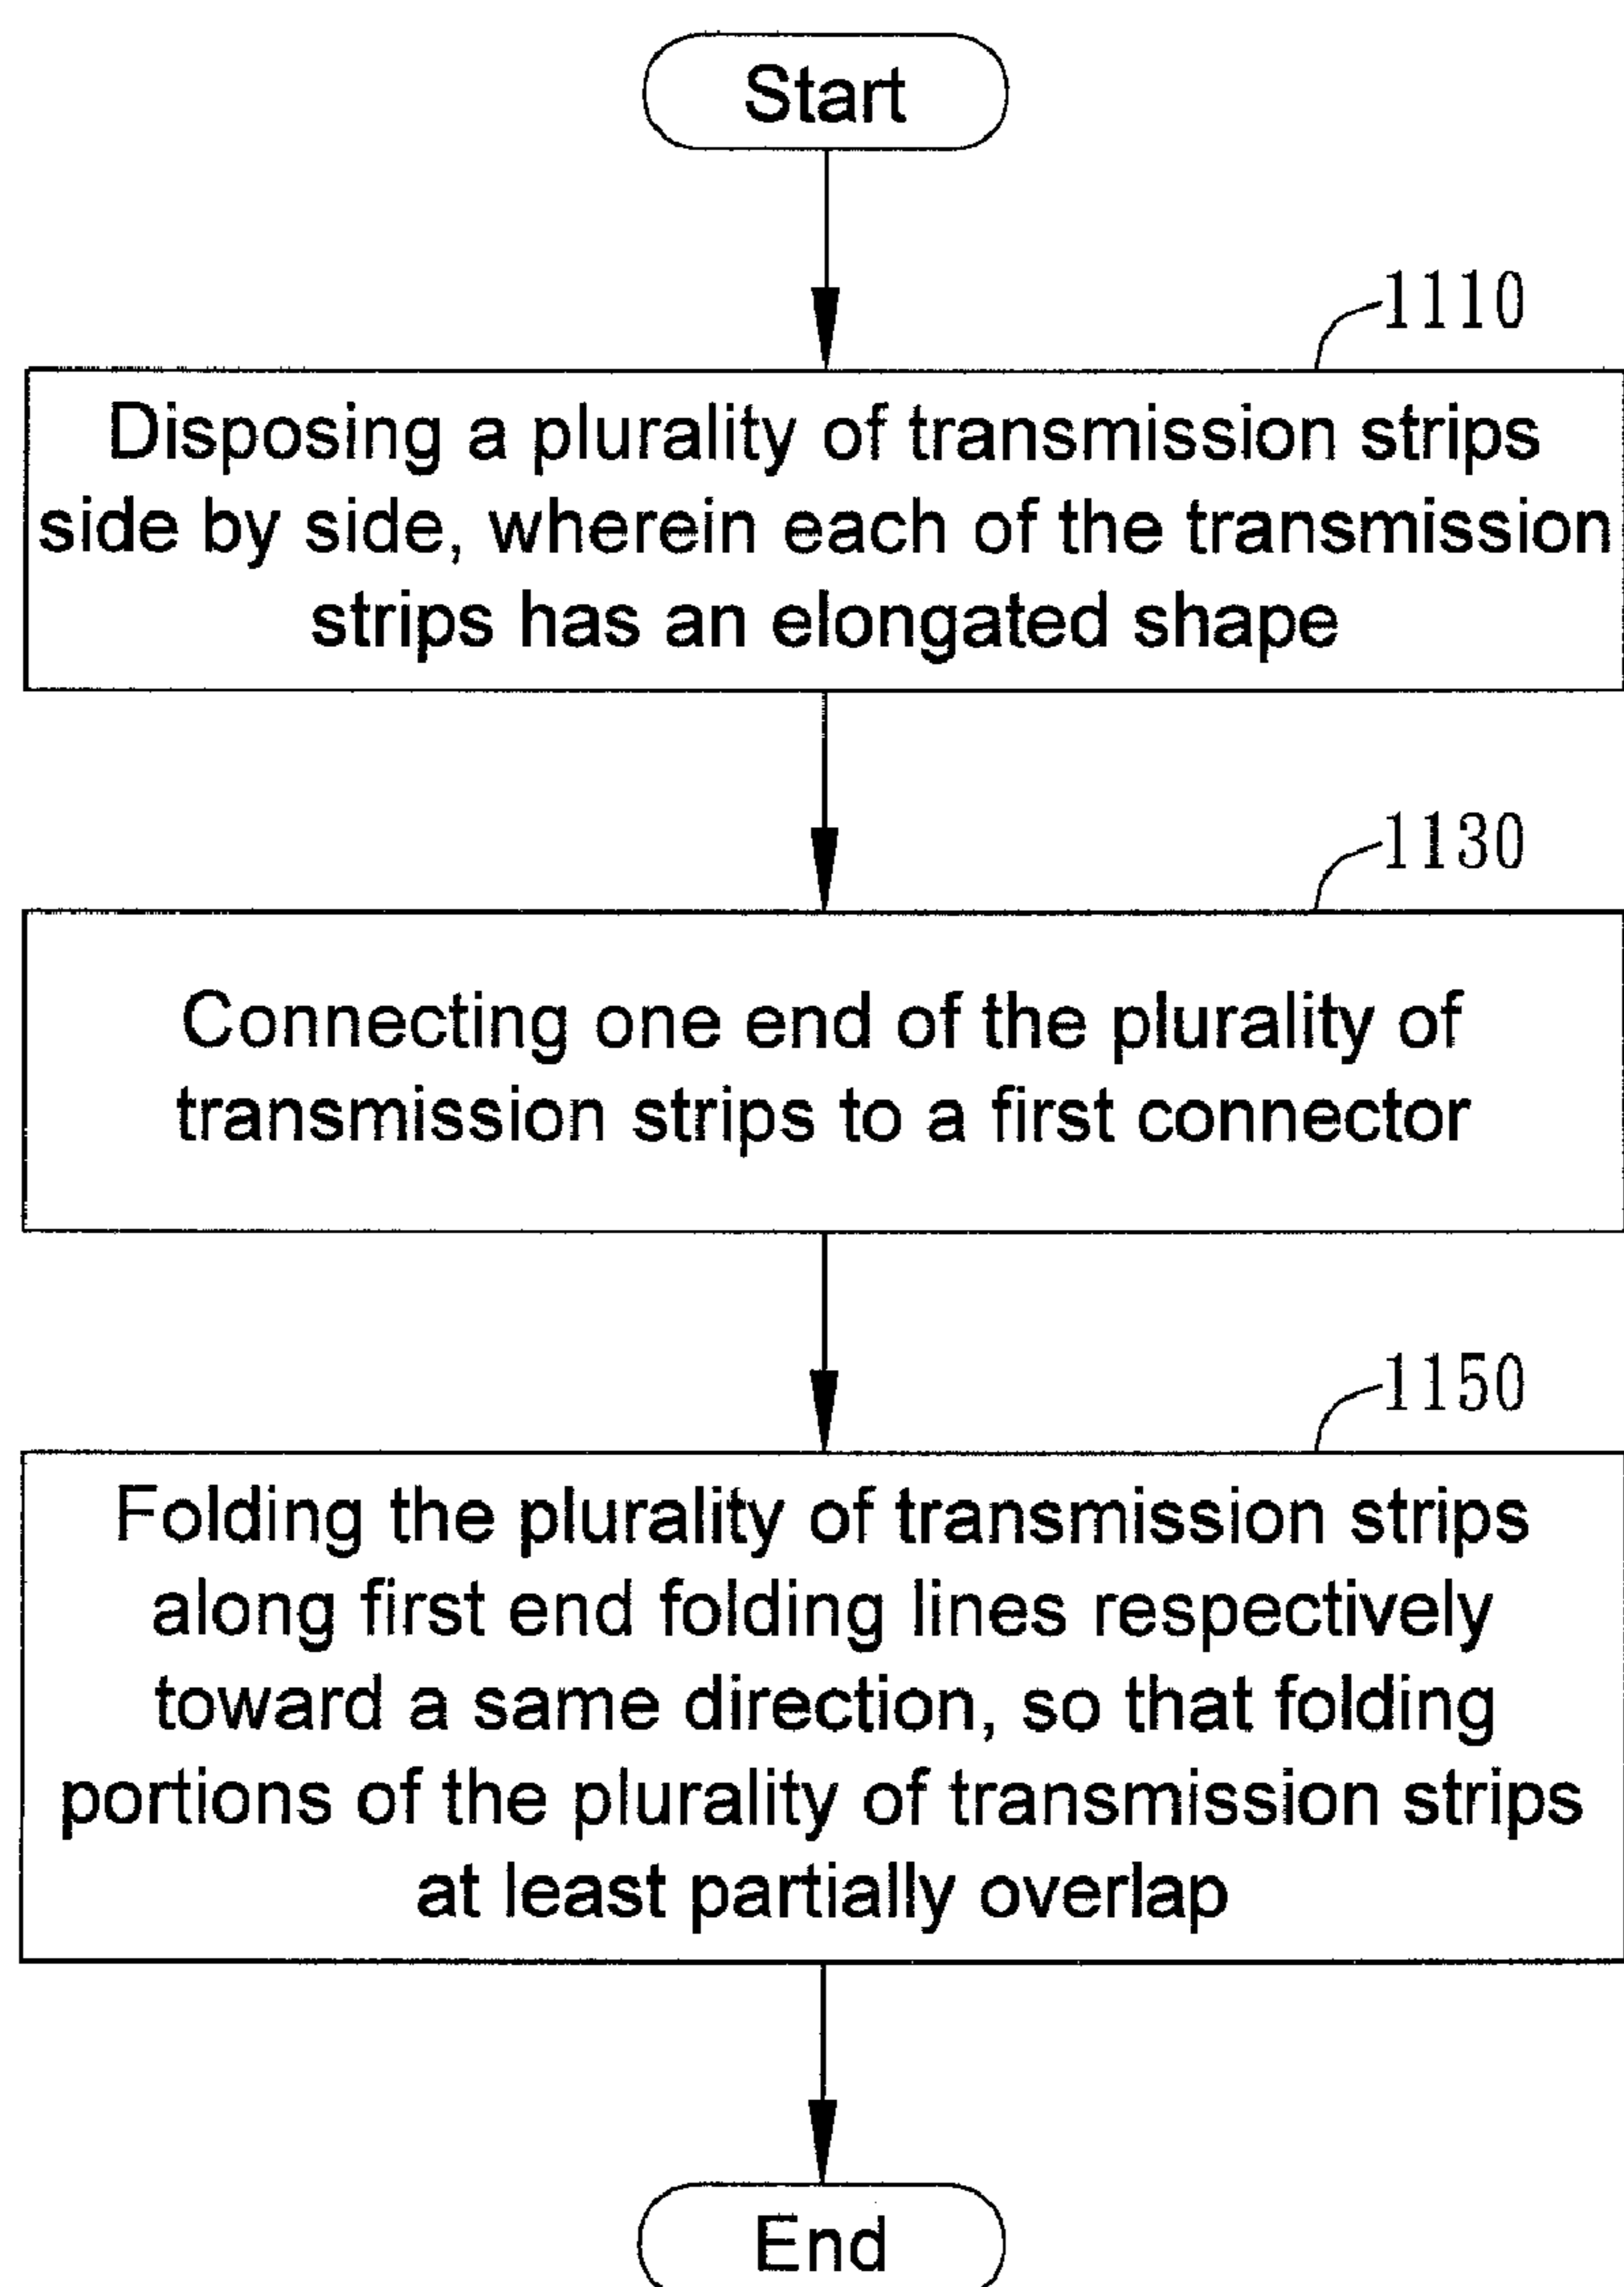 Start
1110
Disposing a plurality of transmission strips
side by side, wherein each of the transmission
strips has an elongated shape
1130
Connecting one end of the plurality of
transmission strips to a first connector
1150
Folding the plurality of transmission strips
along first end folding lines respectively
toward a same direction, so that folding
portions of the plurality of transmission strips
at least partially overlap
End